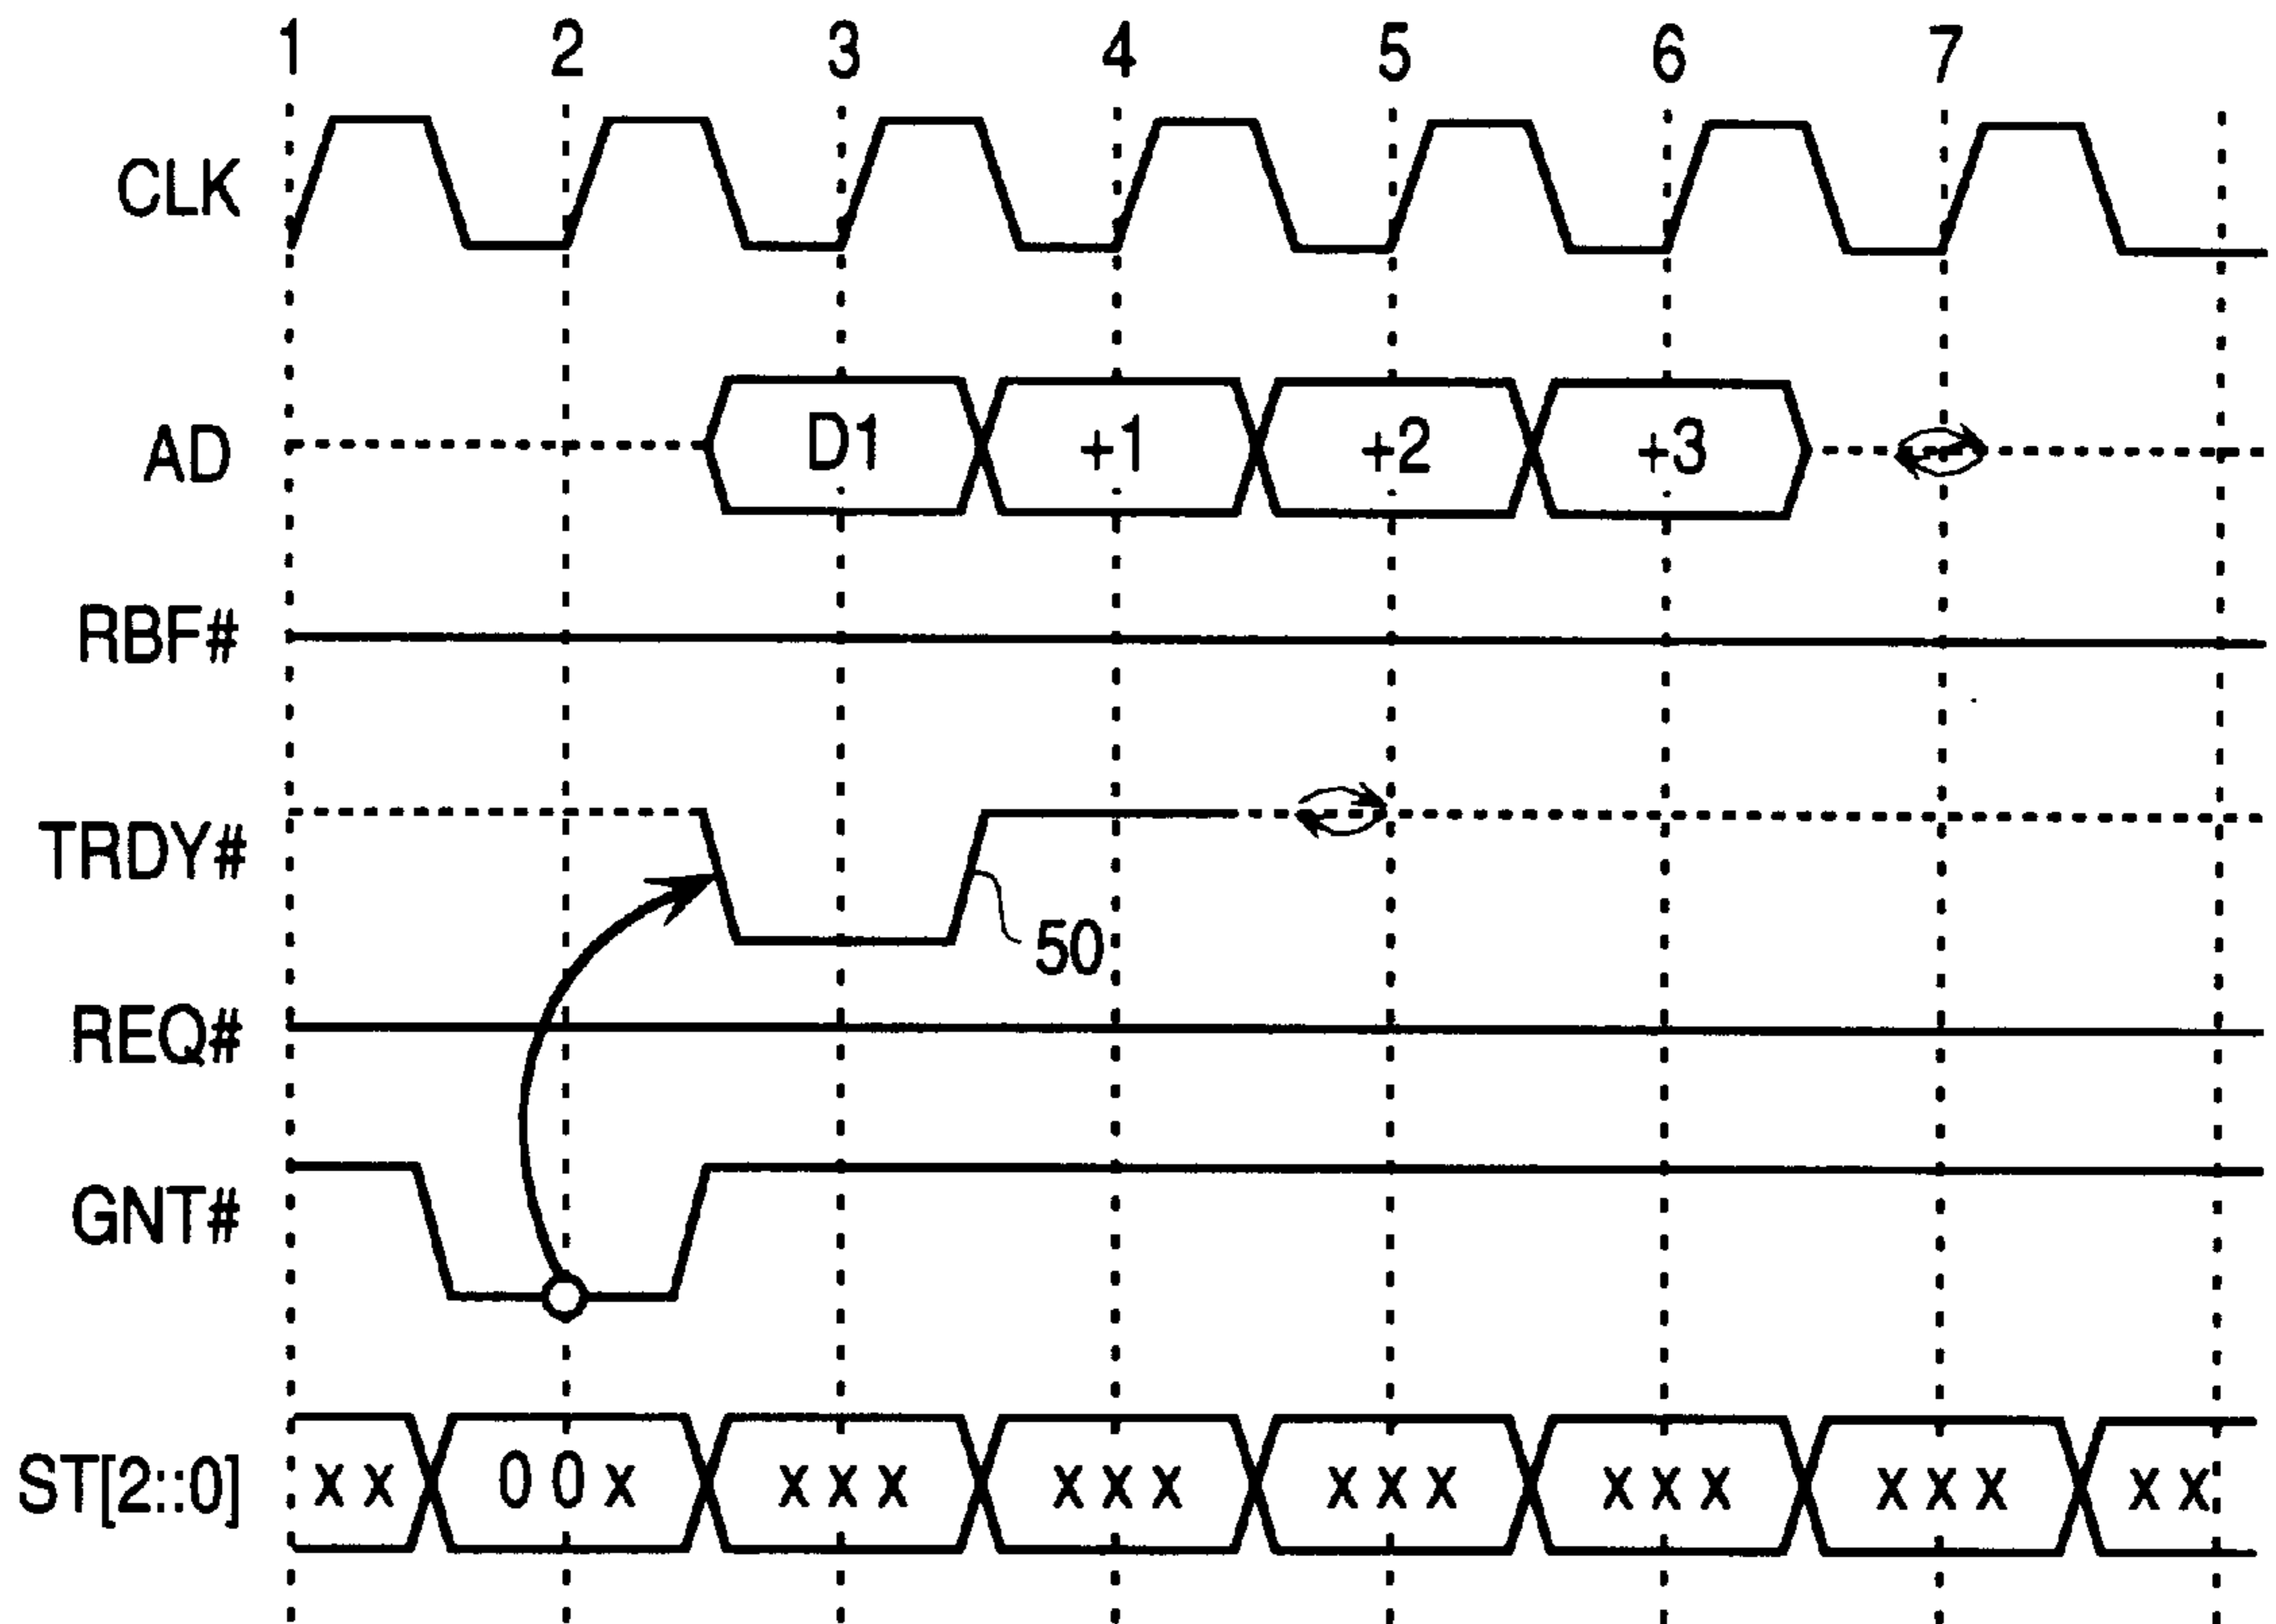 1 2 3 4 5 6 7
CLK
AD D1 +1 +2 +3
RBF#
TRDY#
50
REQ#
GNT#
ST[2::0] x x 0 0 x x x x x x x x x x x x x x x x x x x